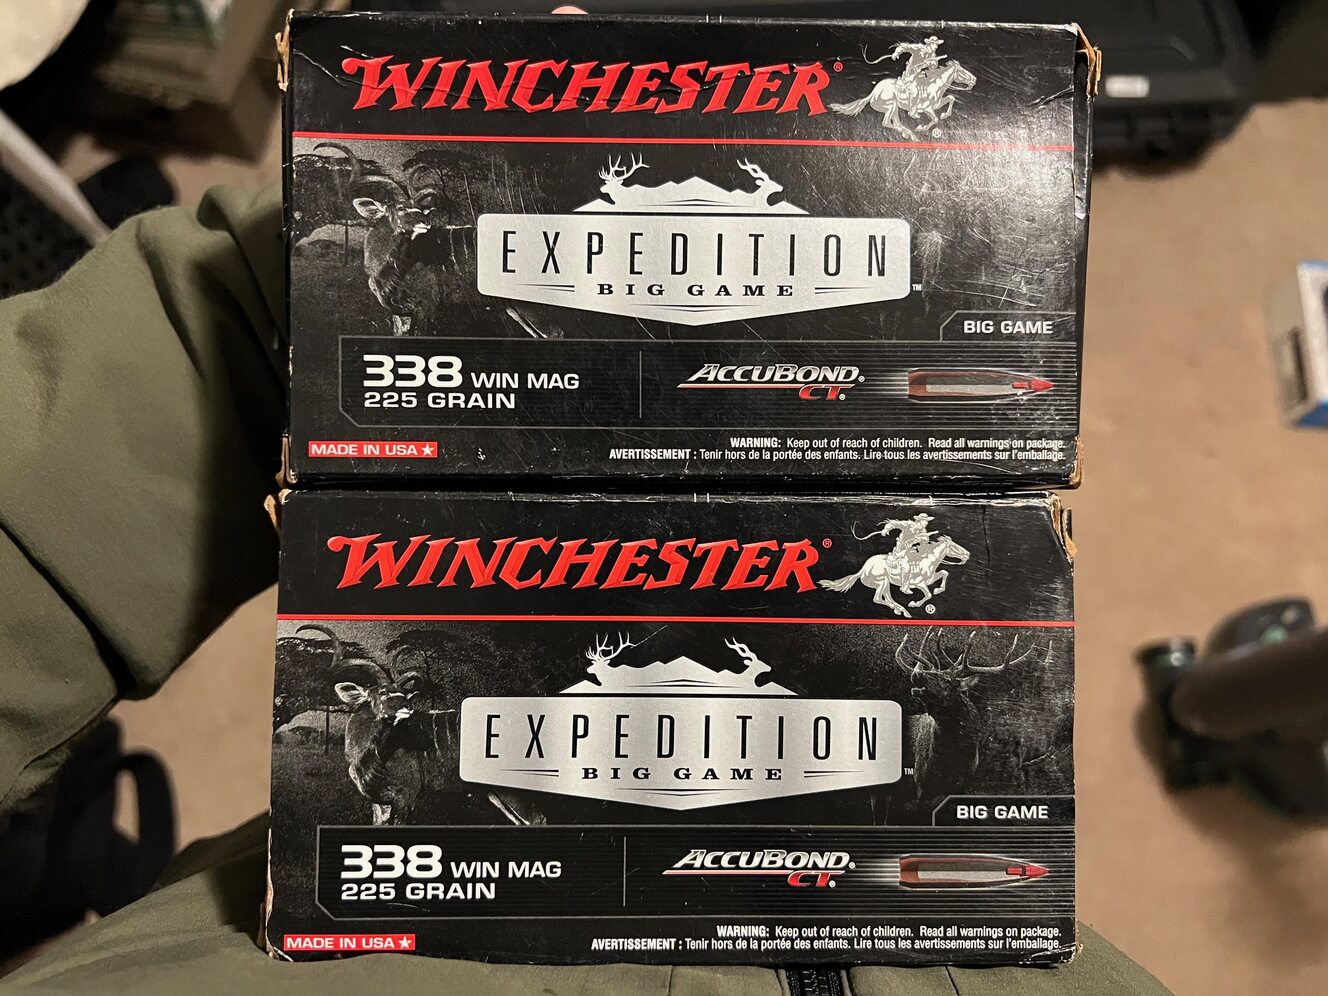 WINCHESTER®
®
EXPEDITION
BIG GAME
™
BIG GAME
338 WIN MAG
225 GRAIN
ACCUBOND®
CT®
MADE IN USA
WARNING: Keep out of reach of children. Read all warnings on package.
AVERTISSEMENT : Tenir hors de la portée des enfants. Lire tous les avertissements sur l'emballage.
WINCHESTER®
®
EXPEDITION
BIG GAME
™
BIG GAME
338 WIN MAG
225 GRAIN
ACCUBOND®
CT®
MADE IN USA
WARNING: Keep out of reach of children. Read all warnings on package.
AVERTISSEMENT : Tenir hors de la portée des enfants. Lire tous les avertissements sur l'emballage.